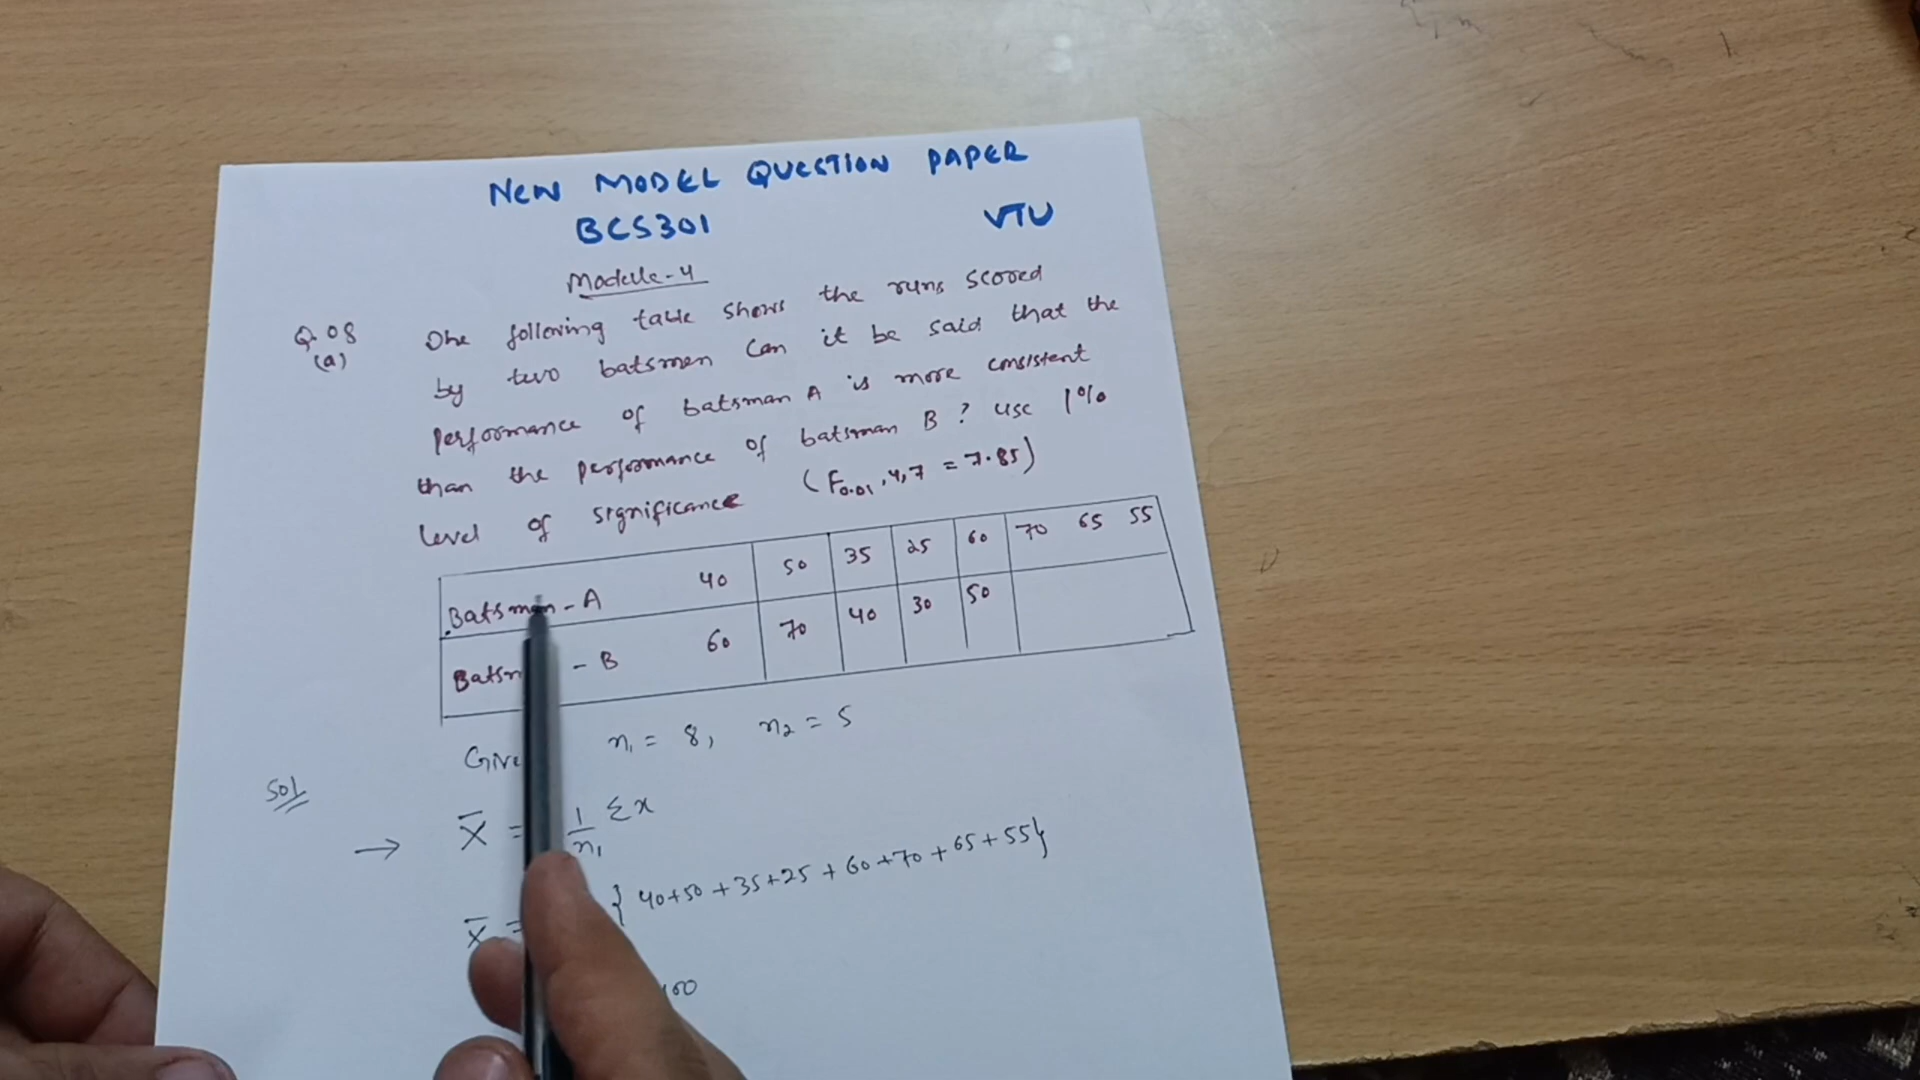 NEW MODEL QUESTION PAPER
BCS301 VTU
Module-4
Q.08 The following table shows the runs scored
(a) by two batsmen can it be said that the
performance of batsman A is more consistent
than the performance of batsman B? use 1%
level of significance (F0.01, 4,7 = 7.85)
Batsman - A 40 50 35 25 60 70 65 55
- B 60 70 40 30 50
Sol n₁ = 8, n₂ = 5
→ X̄ = 1/n₁ Σx
X̄ = { 40+50+35+25+60+70+65+55}